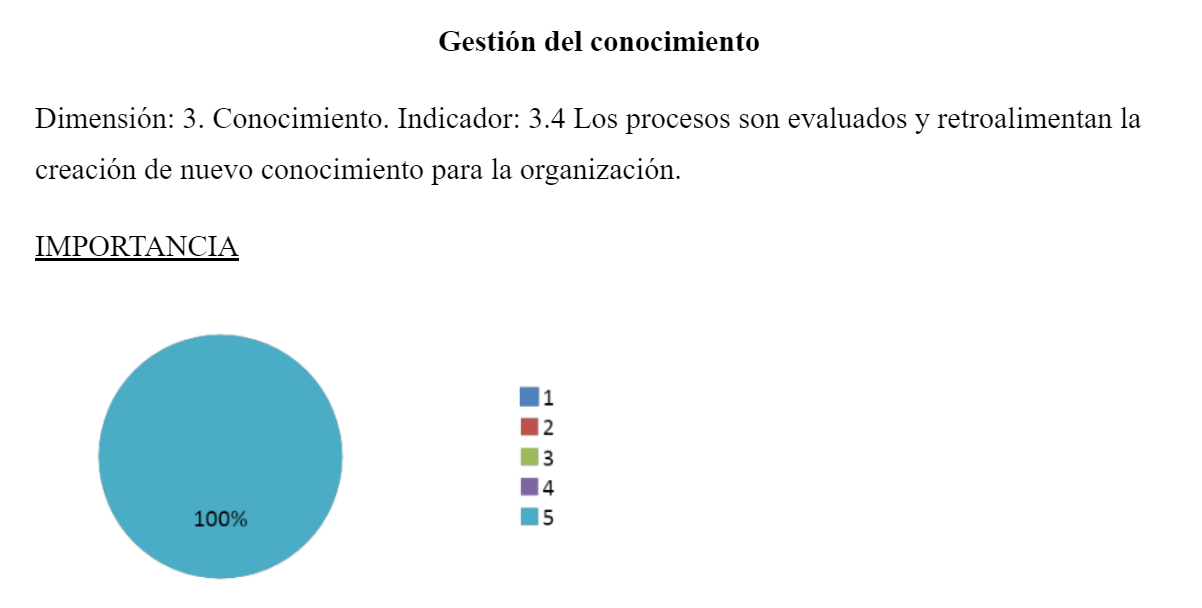 Gestión del conocimiento
Dimensión: 3. Conocimiento. Indicador: 3.4 Los procesos son evaluados y retroalimentan la
creación de nuevo conocimiento para la organización.
IMPORTANCIA
100%
1
2
3
4
5